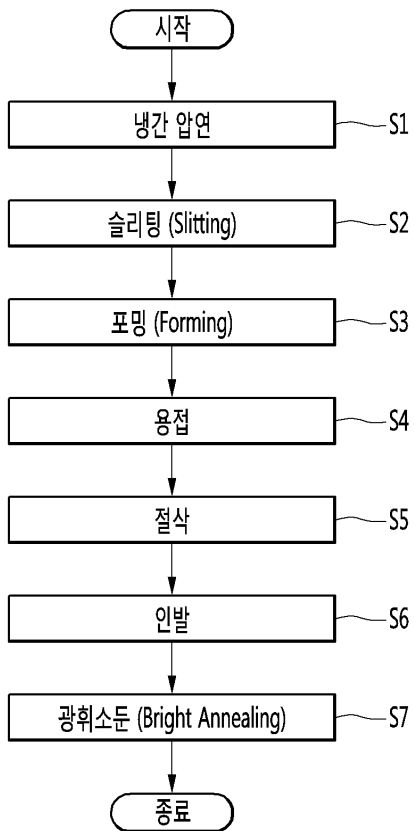 시작
냉간 압연 S1
슬리팅 (Slitting) S2
포밍 (Forming) S3
용접 S4
절삭 S5
인발 S6
광휘소둔 (Bright Annealing) S7
종료